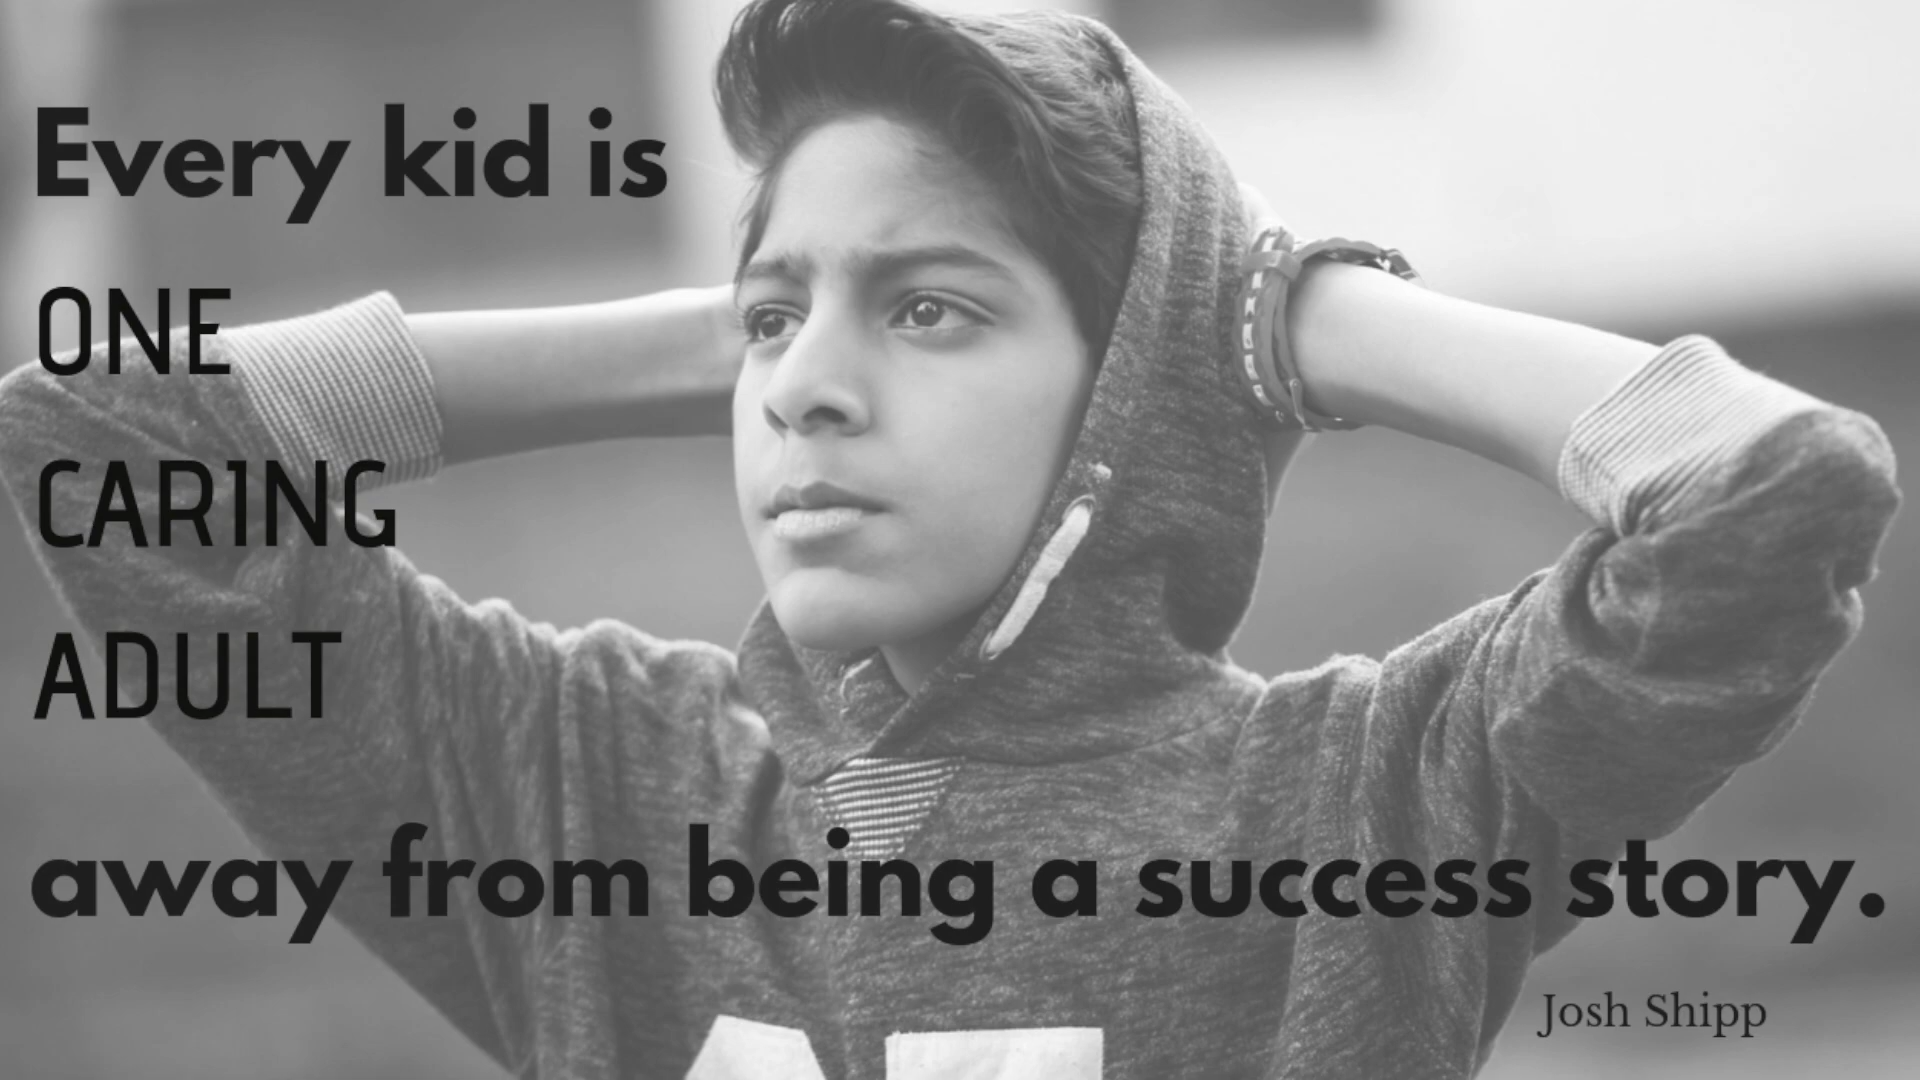 Every kid is
ONE
CARING
ADULT
away from being a success story.
Josh Shipp